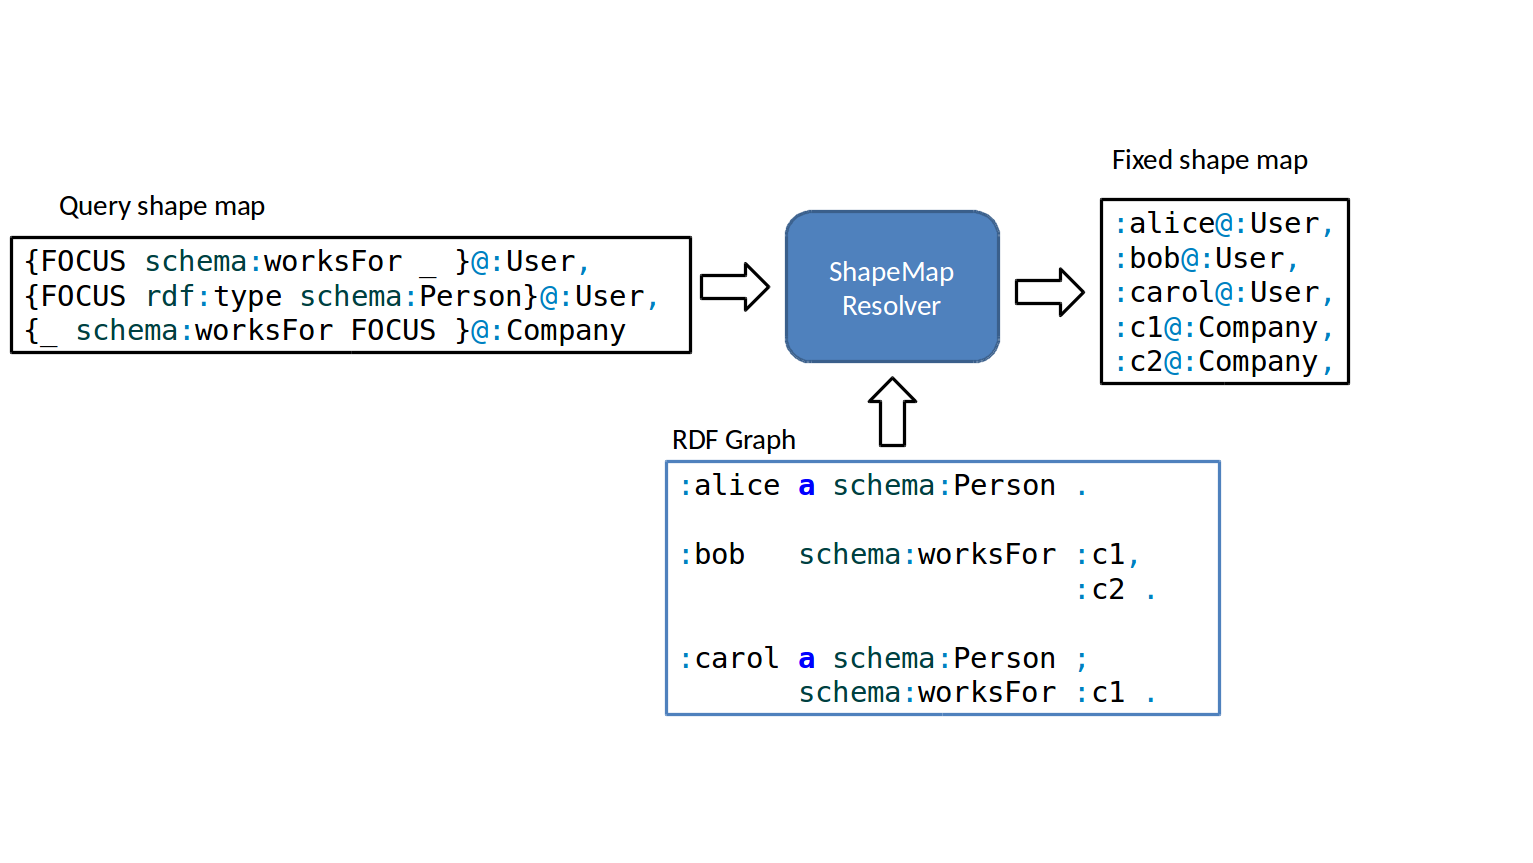 Query shape map
{FOCUS schema:worksFor _ }@:User,
{FOCUS rdf:type schema:Person}@:User,
{_ schema:worksFor FOCUS }@:Company
ShapeMap
Resolver
Fixed shape map
:alice@:User,
:bob@:User,
:carol@:User,
:c1@:Company,
:c2@:Company,
RDF Graph
:alice a schema:Person .
:bob schema:worksFor :c1,
:c2 .
:carol a schema:Person ;
schema:worksFor :c1 .